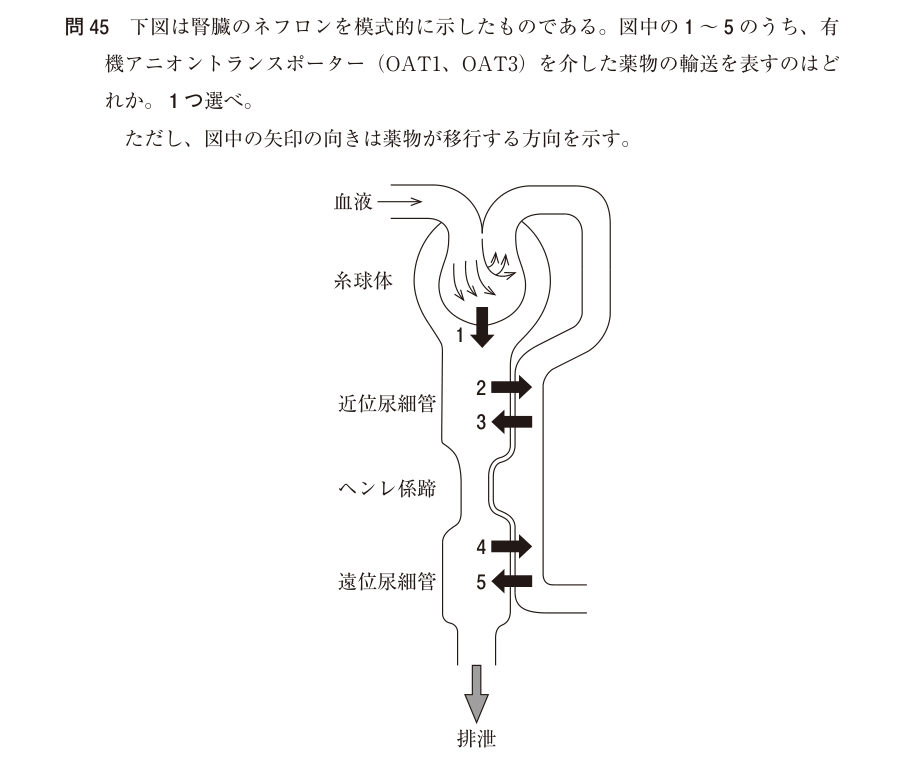 問 45 下図は腎臓のネフロンを模式的に示したものである。図中の 1 ～ 5 のうち、有
機アニオントランスポーター（OAT1、OAT3）を介した薬物の輸送を表すのはど
れか。1 つ選べ。
ただし、図中の矢印の向きは薬物が移行する方向を示す。
血液
糸球体
1
2
近位尿細管
3
ヘンレ係蹄
4
遠位尿細管
5
排泄